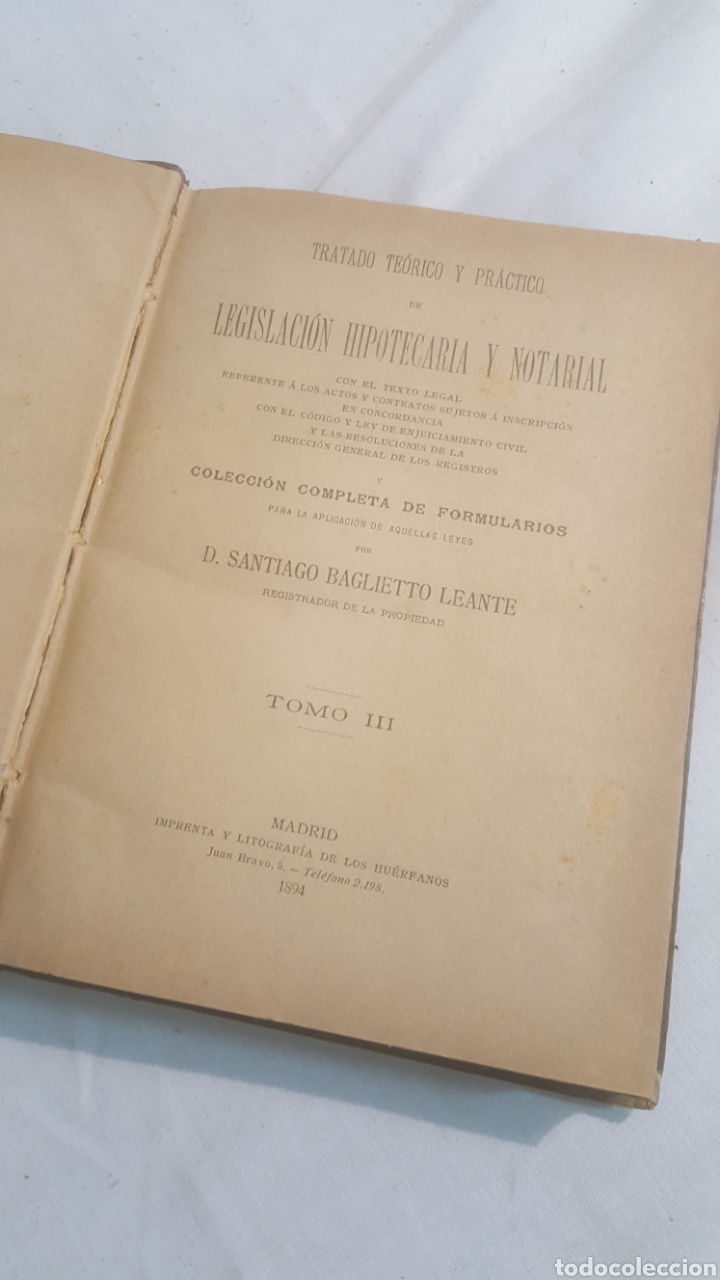 TRATADO TEÓRICO Y PRÁCTICO
DE
LEGISLACIÓN HIPOTECARIA Y NOTARIAL
CON EL TEXTO LEGAL
REFERENTE Á LOS ACTOS Y CONTRATOS SUJETOS Á INSCRIPCIÓN
EN CONCORDANCIA
CON EL CÓDIGO Y LEY DE ENJUICIAMIENTO CIVIL
Y LAS RESOLUCIONES DE LA
DIRECCIÓN GENERAL DE LOS REGISTROS
Y
COLECCIÓN COMPLETA DE FORMULARIOS
PARA LA APLICACIÓN DE AQUELLAS LEYES
POR
D. SANTIAGO BAGLIETTO LEANTE
REGISTRADOR DE LA PROPIEDAD
TOMO III
MADRID
IMPRENTA Y LITOGRAFÍA DE LOS HUÉRFANOS
Juan Bravo, 5. — Teléfono 2.198.
1894
todocoleccion